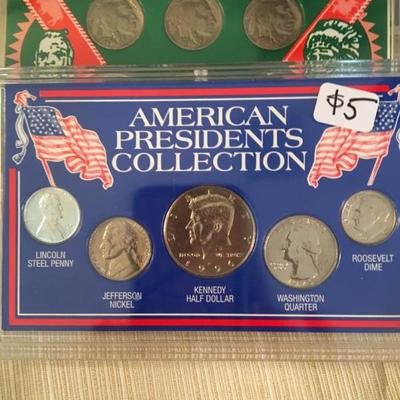 $5
AMERICAN
PRESIDENTS
COLLECTION
LINCOLN
STEEL PENNY
JEFFERSON
NICKEL
KENNEDY
HALF DOLLAR
WASHINGTON
QUARTER
ROOSEVELT
DIME